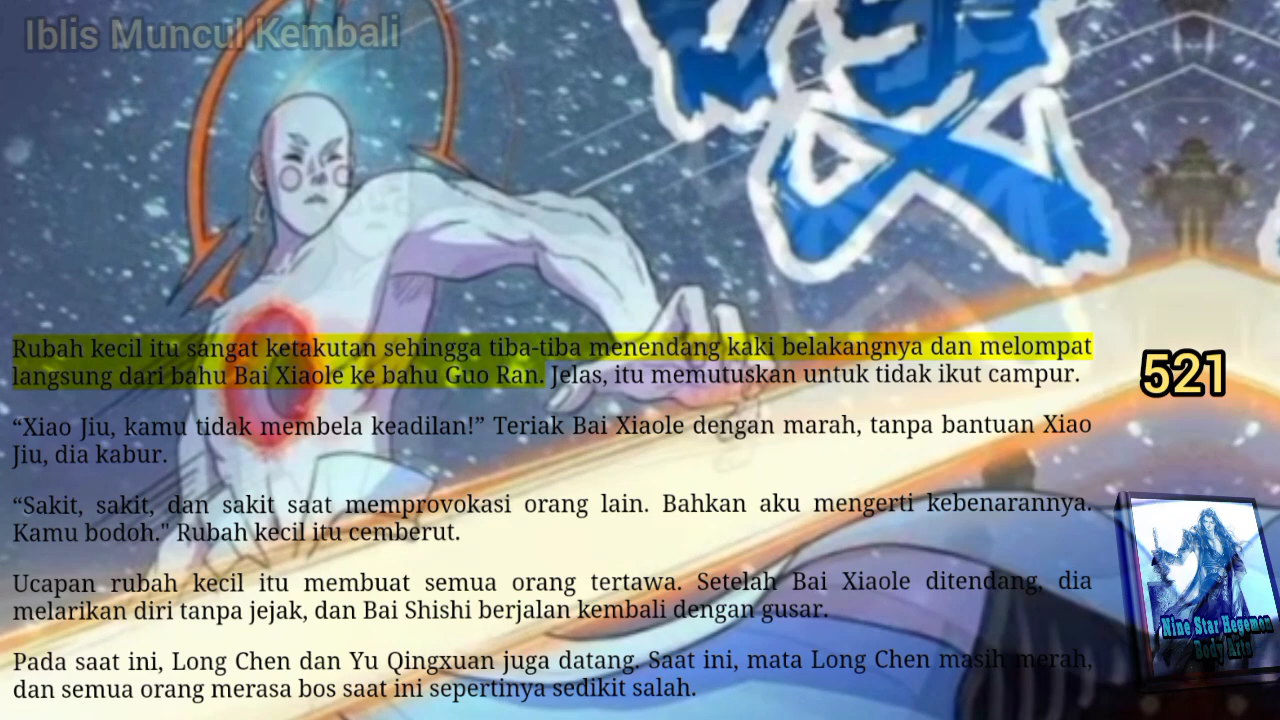 Iblis Muncul Kembali
Rubah kecil itu sangat ketakutan sehingga tiba-tiba menendang kaki belakangnya dan melompat
langsung dari bahu Bai Xiaole ke bahu Guo Ran. Jelas, itu memutuskan untuk tidak ikut campur.
“Xiao Jiu, kamu tidak membela keadilan!” Teriak Bai Xiaole dengan marah, tanpa bantuan Xiao
Jiu, dia kabur.
“Sakit, sakit, dan sakit saat memprovokasi orang lain. Bahkan aku mengerti kebenarannya.
Kamu bodoh." Rubah kecil itu cemberut.
Ucapan rubah kecil itu membuat semua orang tertawa. Setelah Bai Xiaole ditendang, dia
melarikan diri tanpa jejak, dan Bai Shishi berjalan kembali dengan gusar.
Pada saat ini, Long Chen dan Yu Qingxuan juga datang. Saat ini, mata Long Chen masih merah,
dan semua orang merasa bos saat ini sepertinya sedikit salah.
521
Nine Star Hegemon
Body Arts